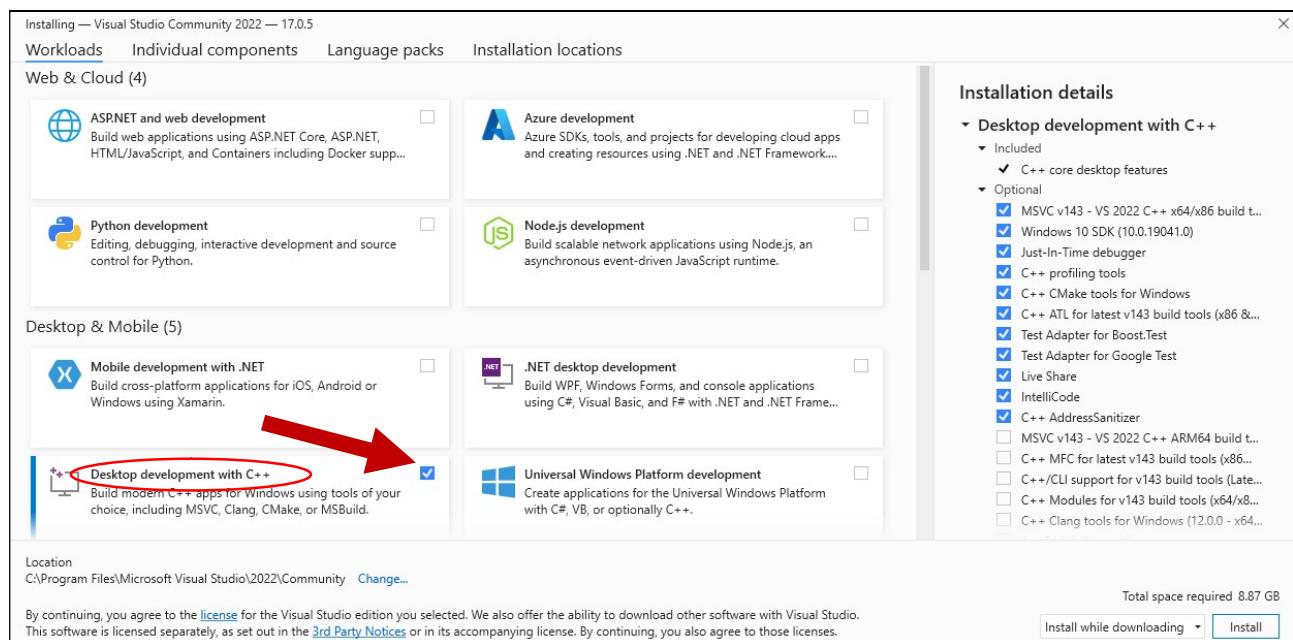 Installing — Visual Studio Community 2022 — 17.0.5
Workloads
Individual components
Language packs
Installation locations
Web & Cloud (4)
ASP.NET and web development
Build web applications using ASP.NET Core, ASP.NET,
HTML/JavaScript, and Containers including Docker supp...
Azure development
Azure SDKs, tools, and projects for developing cloud apps
and creating resources using .NET and .NET Framework....
Python development
Editing, debugging, interactive development and source
control for Python.
JS
Node.js development
Build scalable network applications using Node.js, an
asynchronous event-driven JavaScript runtime.
Desktop & Mobile (5)
Mobile development with .NET
Build cross-platform applications for iOS, Android or
Windows using Xamarin.
.NET
.NET desktop development
Build WPF, Windows Forms, and console applications
using C#, Visual Basic, and F# with .NET and .NET Frame...
Desktop development with C++
Build modern C++ apps for Windows using tools of your
choice, including MSVC, Clang, CMake, or MSBuild.
Universal Windows Platform development
Create applications for the Universal Windows Platform
with C#, VB, or optionally C++.
Installation details
Desktop development with C++
Included
C++ core desktop features
Optional
MSVC v143 - VS 2022 C++ x64/x86 build t...
Windows 10 SDK (10.0.19041.0)
Just-In-Time debugger
C++ profiling tools
C++ CMake tools for Windows
C++ ATL for latest v143 build tools (x86 &...
Test Adapter for Boost.Test
Test Adapter for Google Test
Live Share
IntelliCode
C++ AddressSanitizer
MSVC v143 - VS 2022 C++ ARM64 build t...
C++ MFC for latest v143 build tools (x86...
C++/CLI support for v143 build tools (Late...
C++ Modules for v143 build tools (x64/x8...
C++ Clang tools for Windows (12.0.0 - x64...
Location
C:\Program Files\Microsoft Visual Studio\2022\Community Change...
By continuing, you agree to the license for the Visual Studio edition you selected. We also offer the ability to download other software with Visual Studio.
This software is licensed separately, as set out in the 3rd Party Notices or in its accompanying license. By continuing, you also agree to those licenses.
Total space required 8.87 GB
Install while downloading
Install